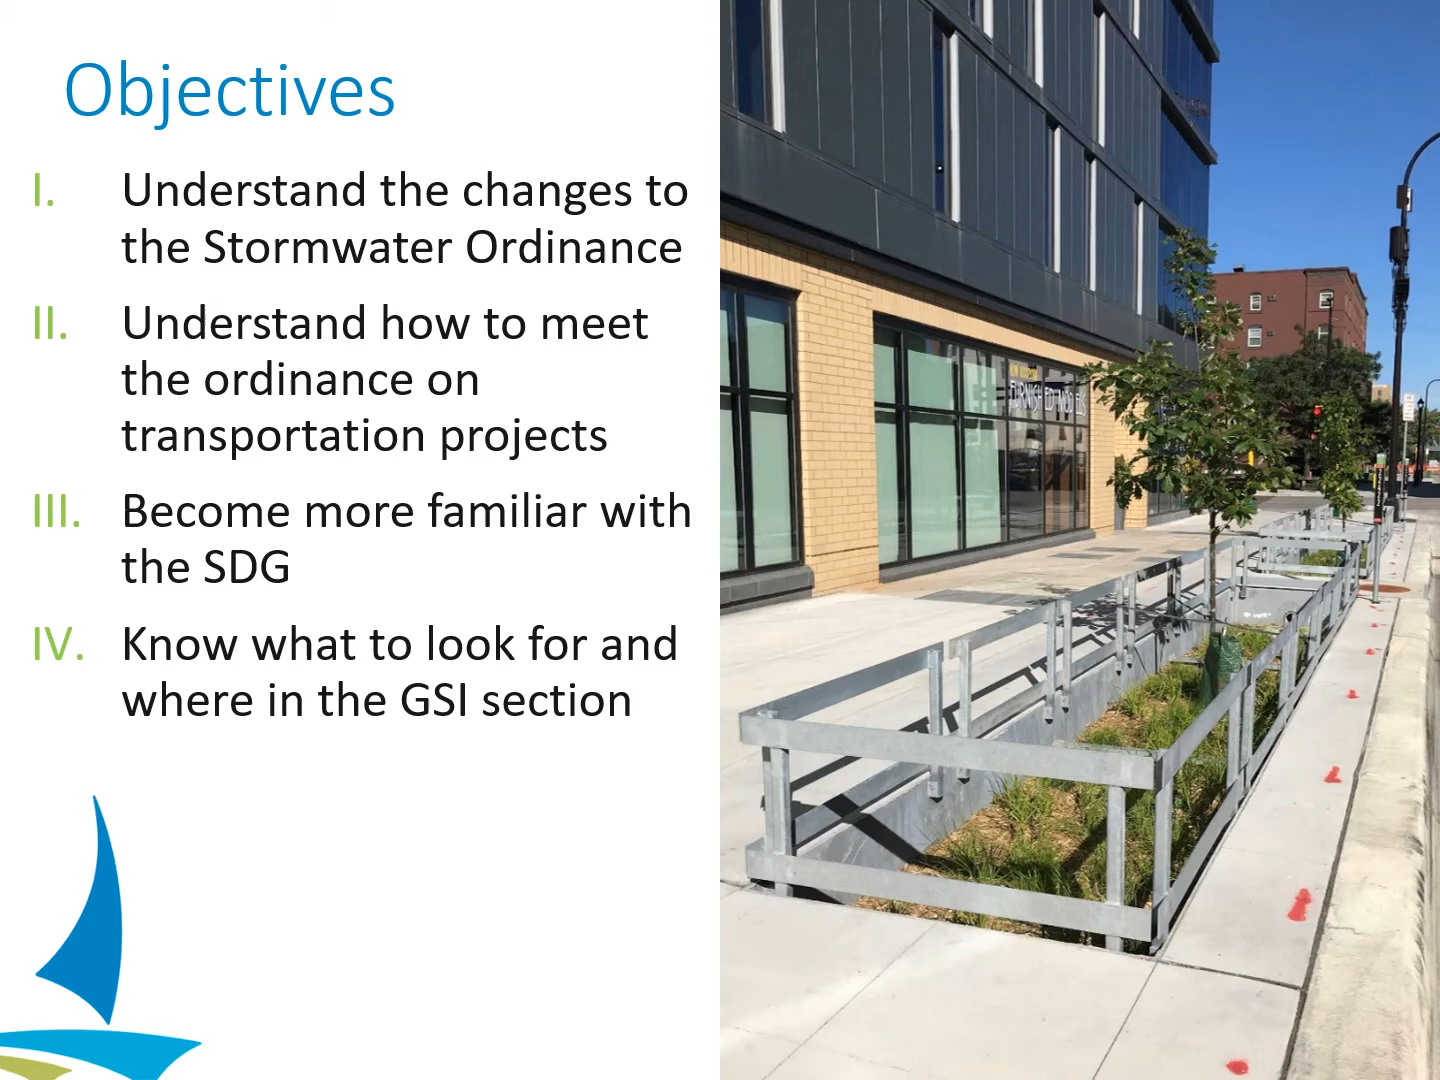 Objectives
I. Understand the changes to
the Stormwater Ordinance
II. Understand how to meet
the ordinance on
transportation projects
III. Become more familiar with
the SDG
IV. Know what to look for and
where in the GSI section